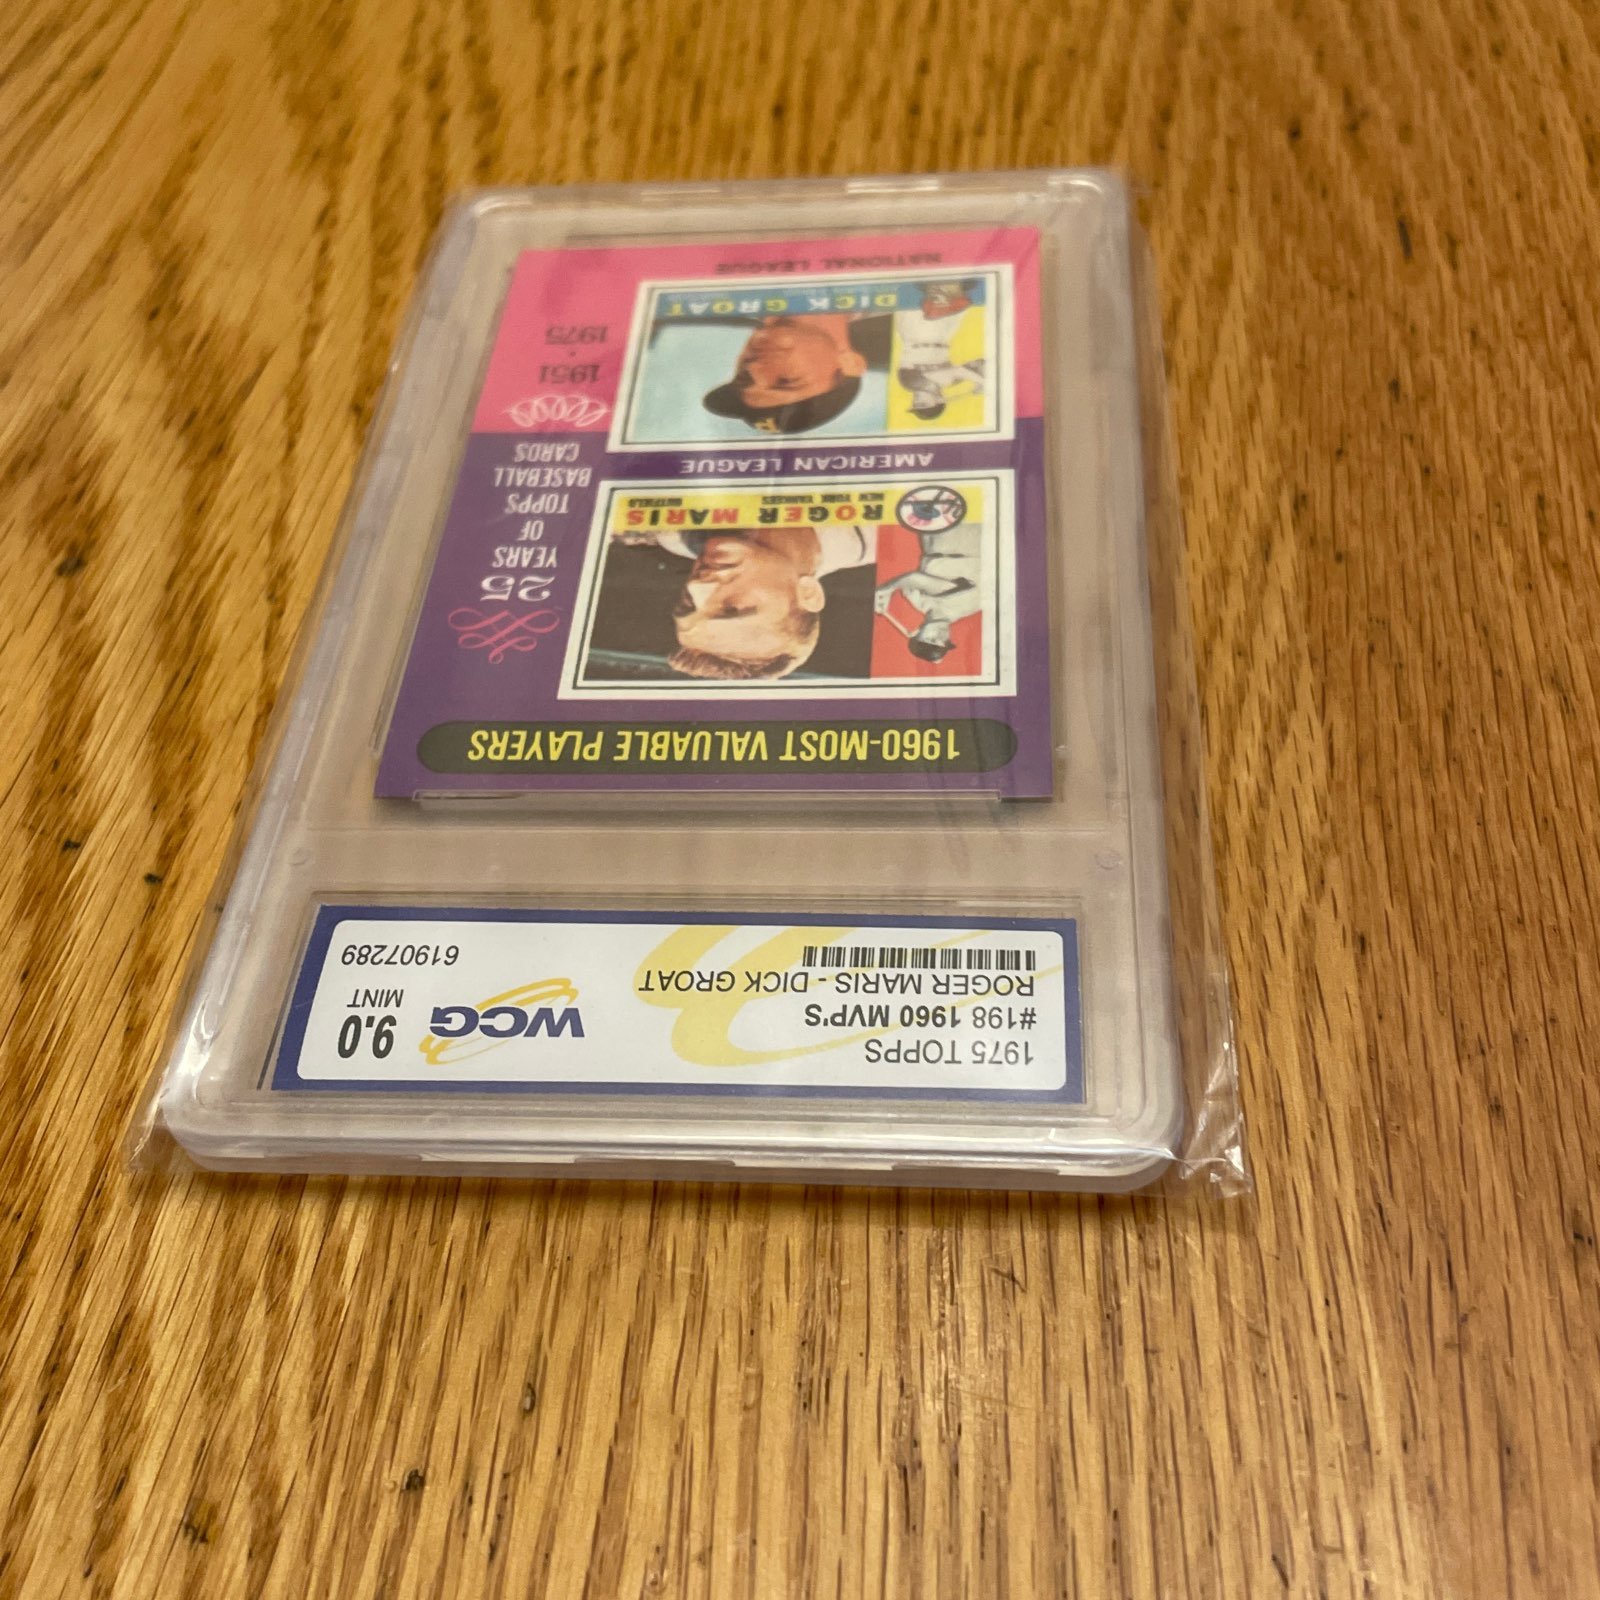 1975 TOPPS
#198 1960 MVP'S
ROGER MARIS - DICK GROAT
WCG
9.0
MINT
61907289
1960-MOST VALUABLE PLAYERS
25
YEARS
OF
TOPPS
BASEBALL
CARDS
1951
•
1975
ROGER MARIS
NEW YORK YANKEES
OUTFIELD
AMERICAN LEAGUE
DICK GROAT
NATIONAL LEAGUE